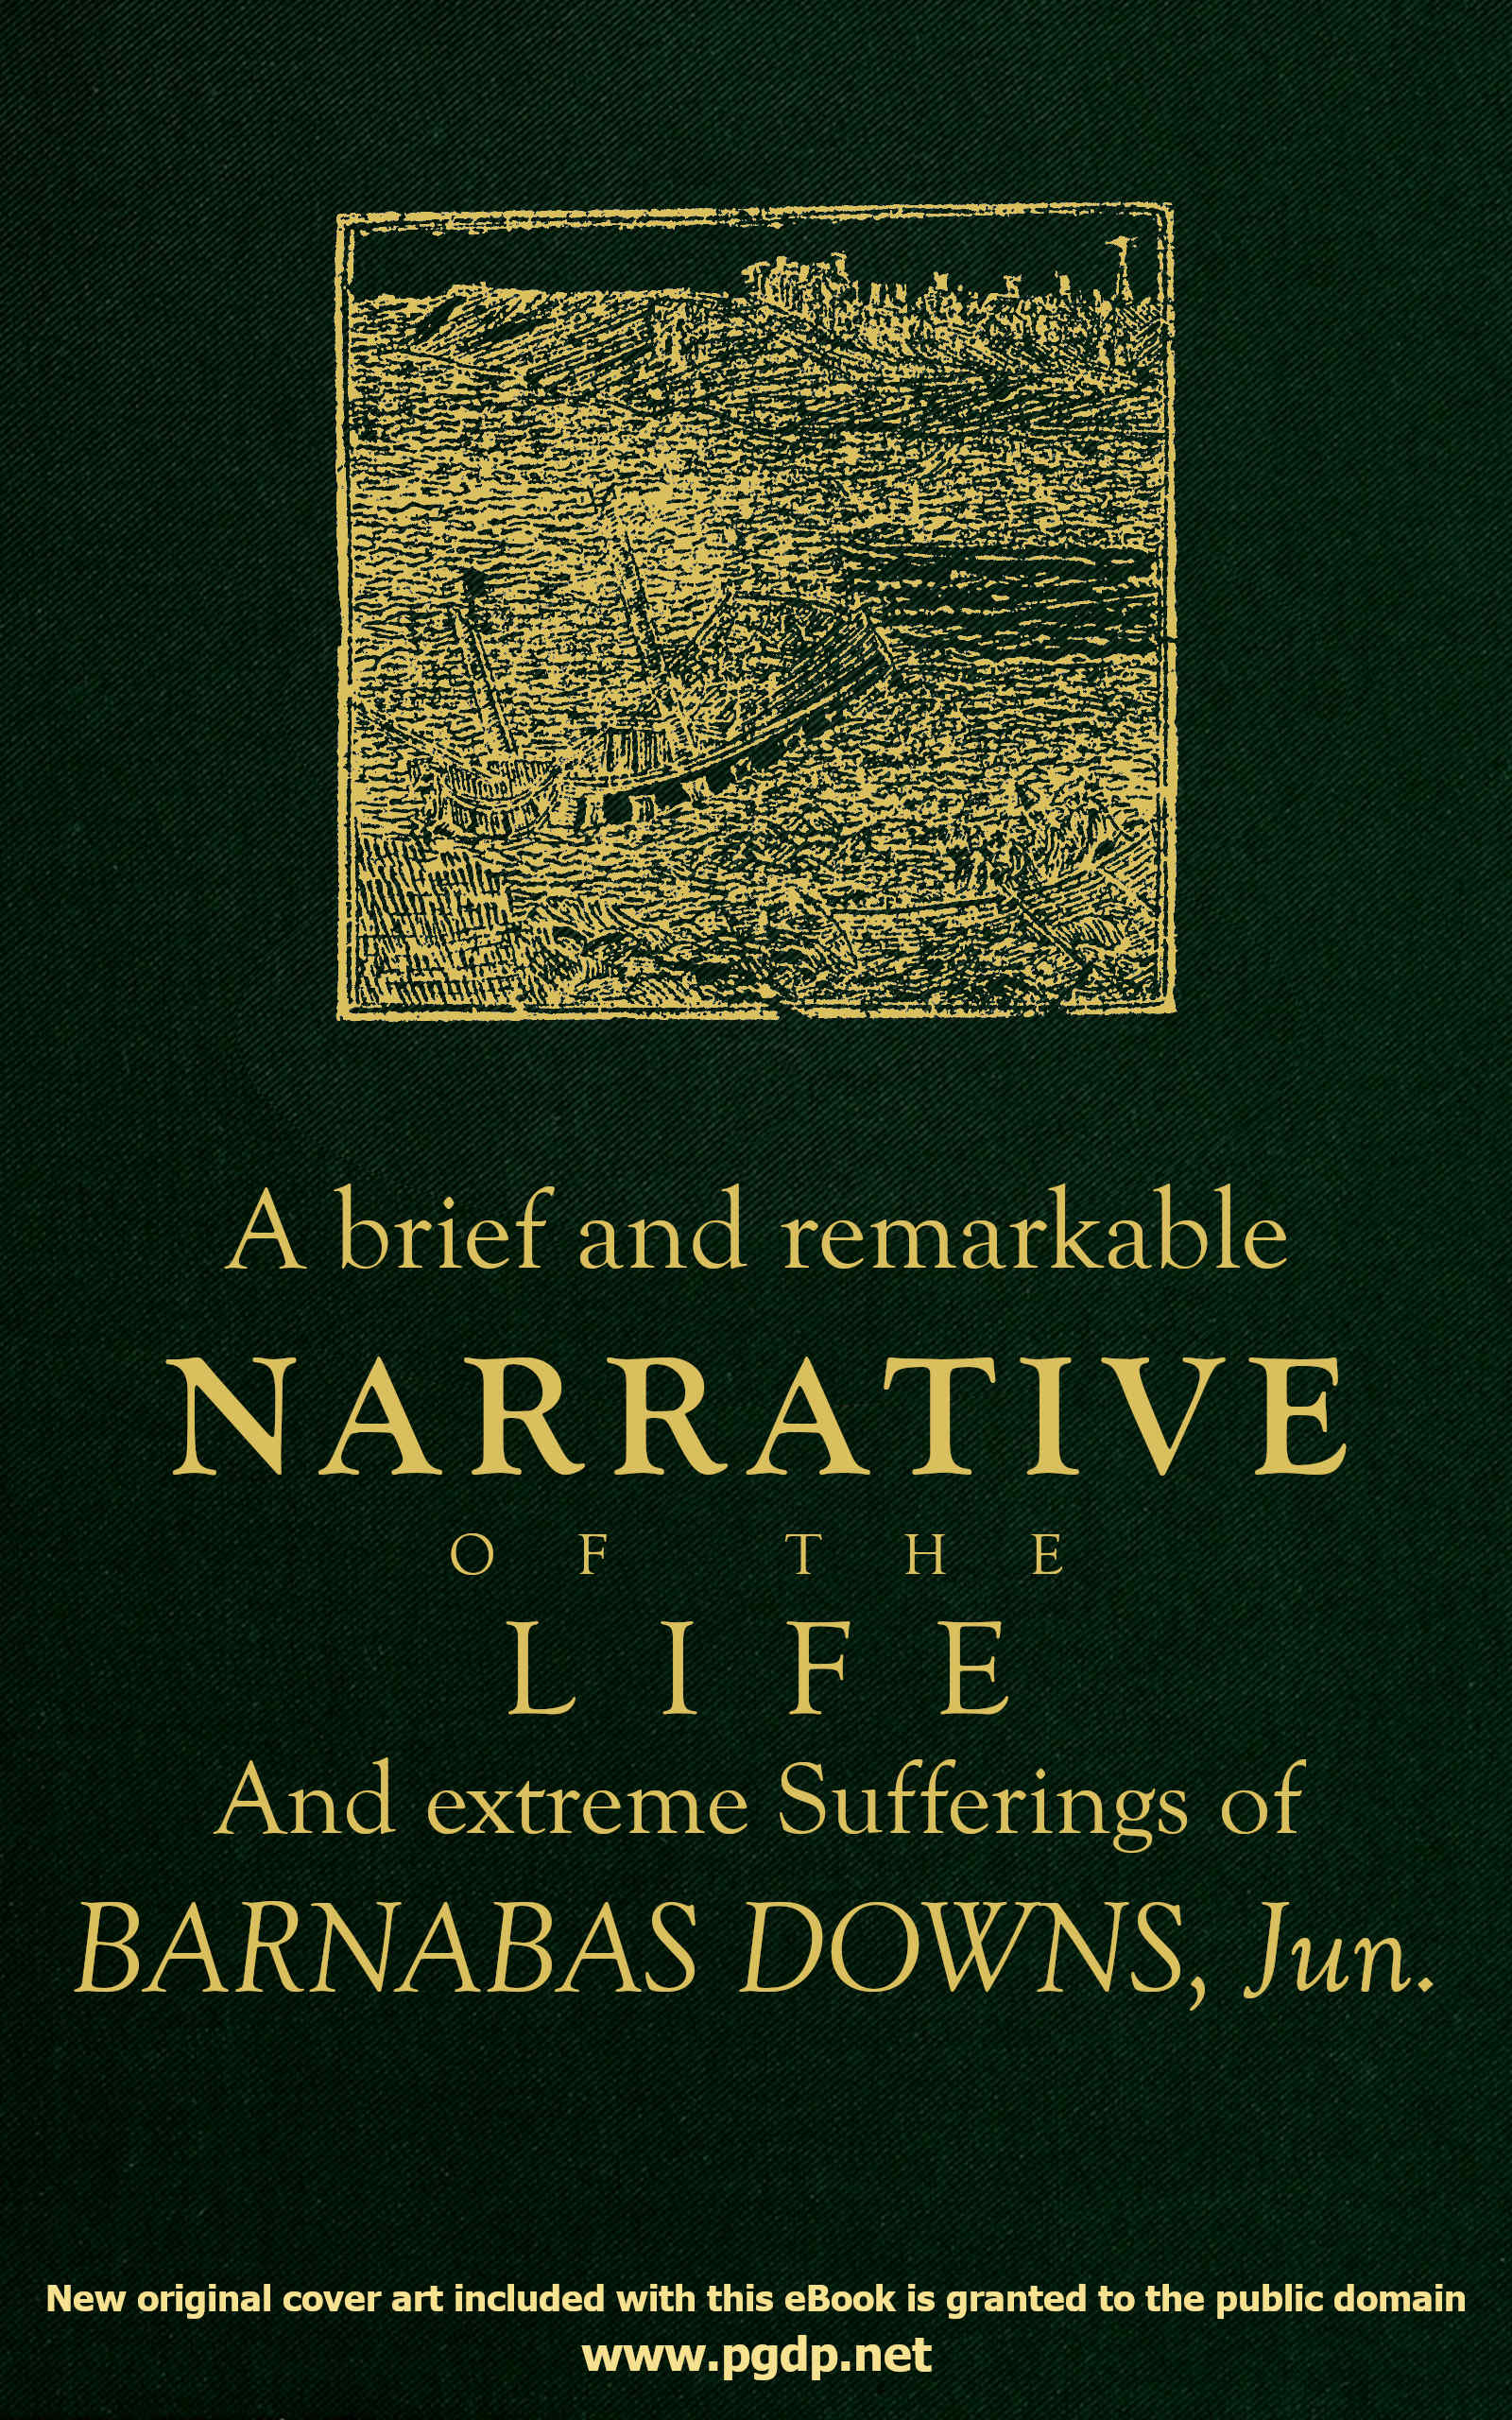 A brief and remarkable
NARRATIVE
OF THE
LIFE
And extreme Sufferings of
BARNABAS DOWNS, Jun.
New original cover art included with this eBook is granted to the public domain
www.pgdp.net